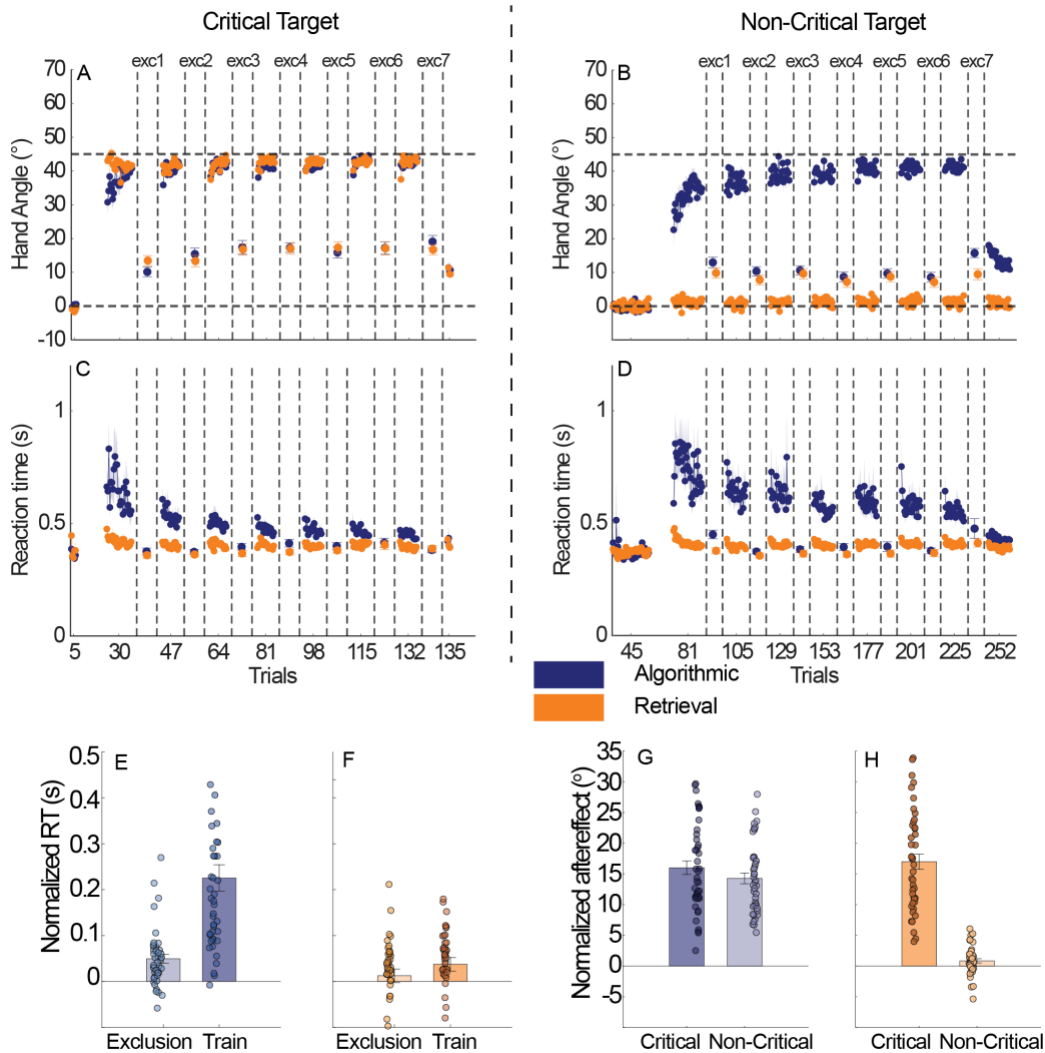 Critical Target
Non-Critical Target
A
exc1 exc2 exc3 exc4 exc5 exc6 exc7
70
60
50
40
30
20
10
0
-10
Hand Angle (°)
B
exc1 exc2 exc3 exc4 exc5 exc6 exc7
70
60
50
40
30
20
10
0
-10
Hand Angle (°)
C
1
0.5
0
Reaction time (s)
5 30 47 64 81 98 115 132 135
Trials
D
1
0.5
0
Reaction time (s)
45 81 105 129 153 177 201 225 252
Trials
Algorithmic
Retrieval
E
0.5
0.4
0.3
0.2
0.1
0
Normalized RT (s)
Exclusion Train
F
Exclusion Train
G
35
30
25
20
15
10
5
0
-5
Normalized aftereffect (°)
Critical Non-Critical
H
Critical Non-Critical